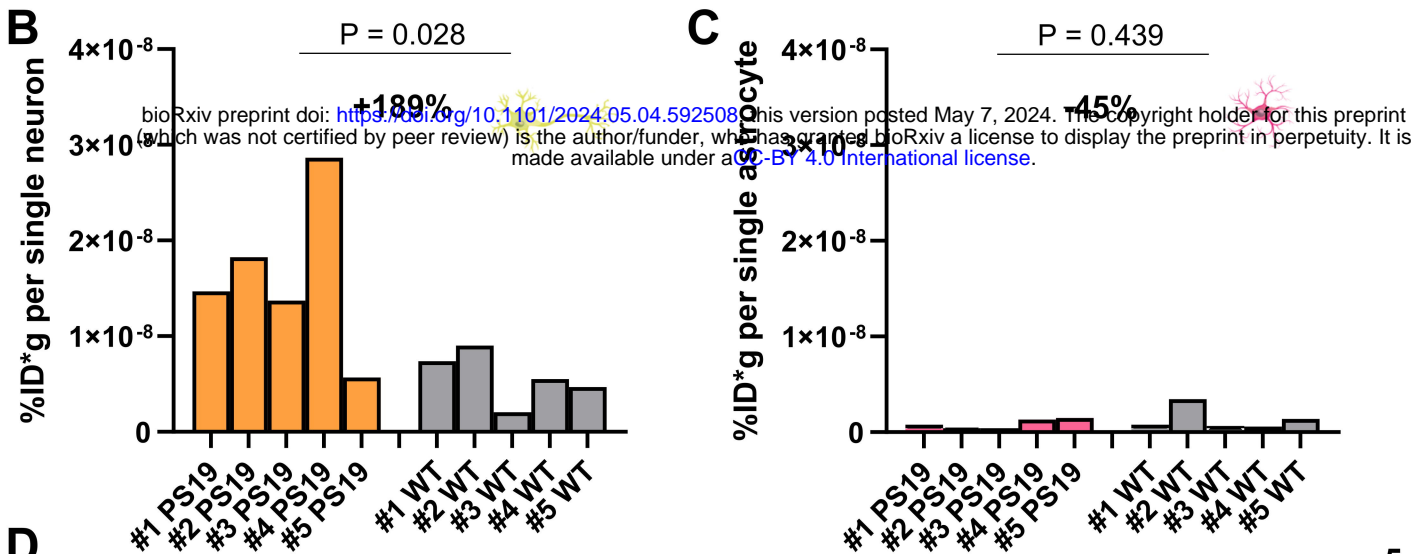 B
P = 0.028
C
P = 0.439
%ID*g per single neuron
4×10-8
3×10-8
2×10-8
1×10-8
0
+189%
%ID*g per single astrocyte
4×10-8
3×10-8
2×10-8
1×10-8
0
-45%
bioRxiv preprint doi: https://doi.org/10.1101/2024.05.04.592508; this version posted May 7, 2024. The copyright holder for this preprint
(which was not certified by peer review) is the author/funder, who has granted bioRxiv a license to display the preprint in perpetuity. It is
made available under aCC-BY 4.0 International license.
#1 PS19
#2 PS19
#3 PS19
#4 PS19
#5 PS19
#1 WT
#2 WT
#3 WT
#4 WT
#5 WT
#1 PS19
#2 PS19
#3 PS19
#4 PS19
#5 PS19
#1 WT
#2 WT
#3 WT
#4 WT
#5 WT
D